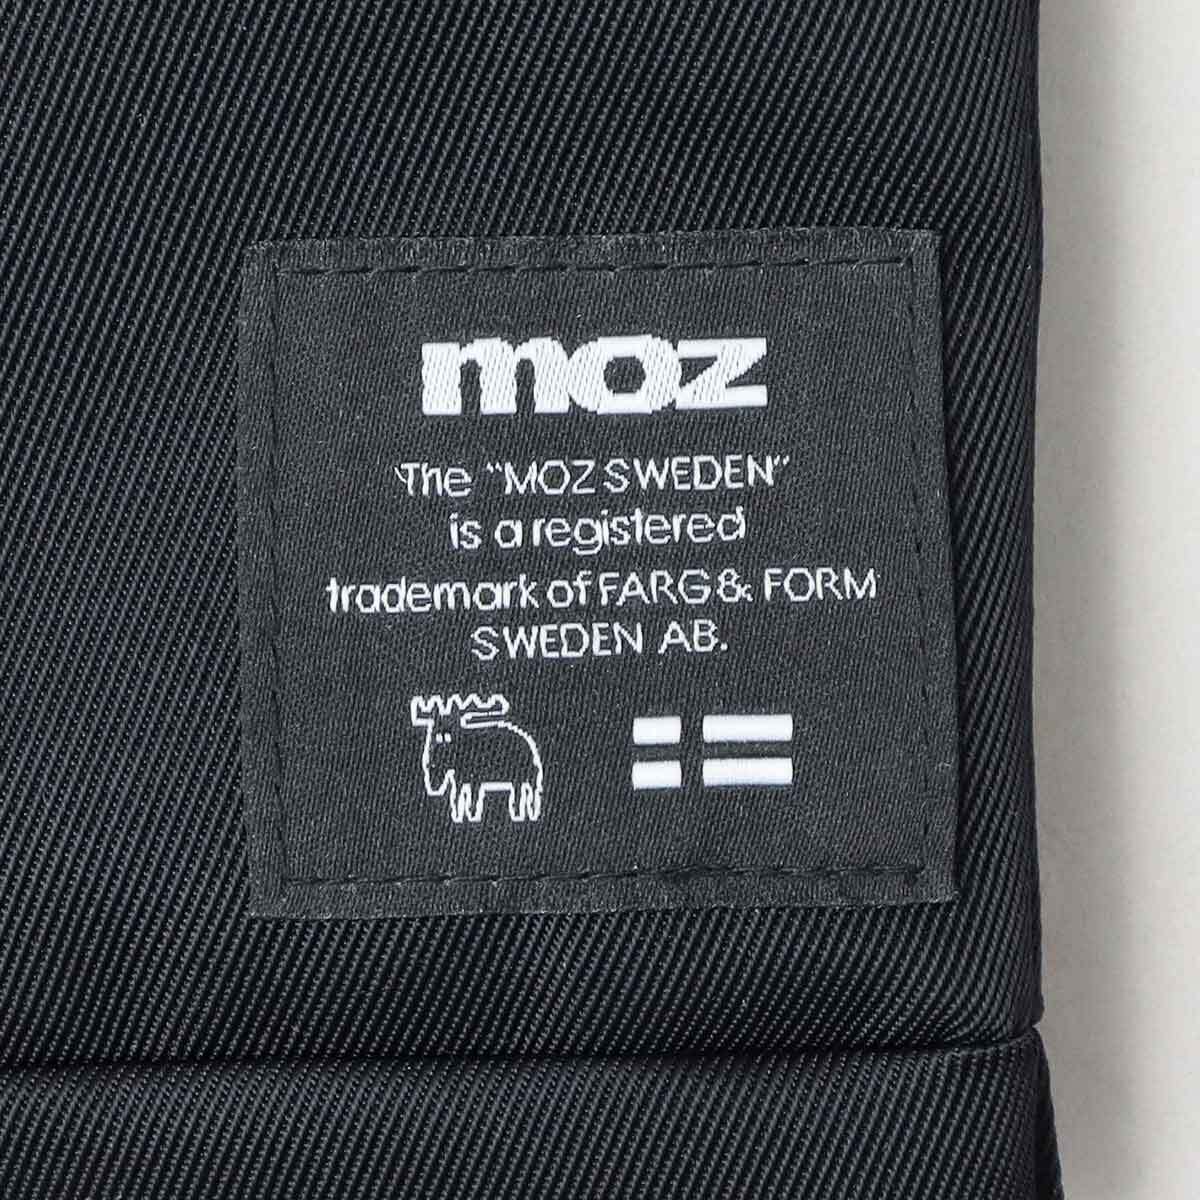 moz
The "MOZ SWEDEN"
is a registered
trademark of FARG & FORM
SWEDEN AB.